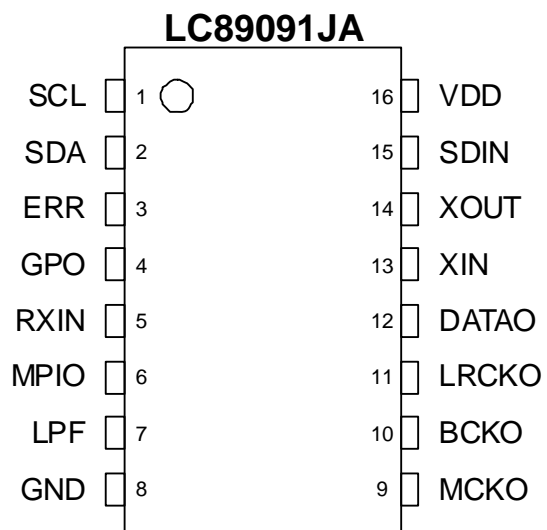 LC89091JA
SCL 1 16 VDD
SDA 2 15 SDIN
ERR 3 14 XOUT
GPO 4 13 XIN
RXIN 5 12 DATAO
MPIO 6 11 LRCKO
LPF 7 10 BCKO
GND 8 9 MCKO